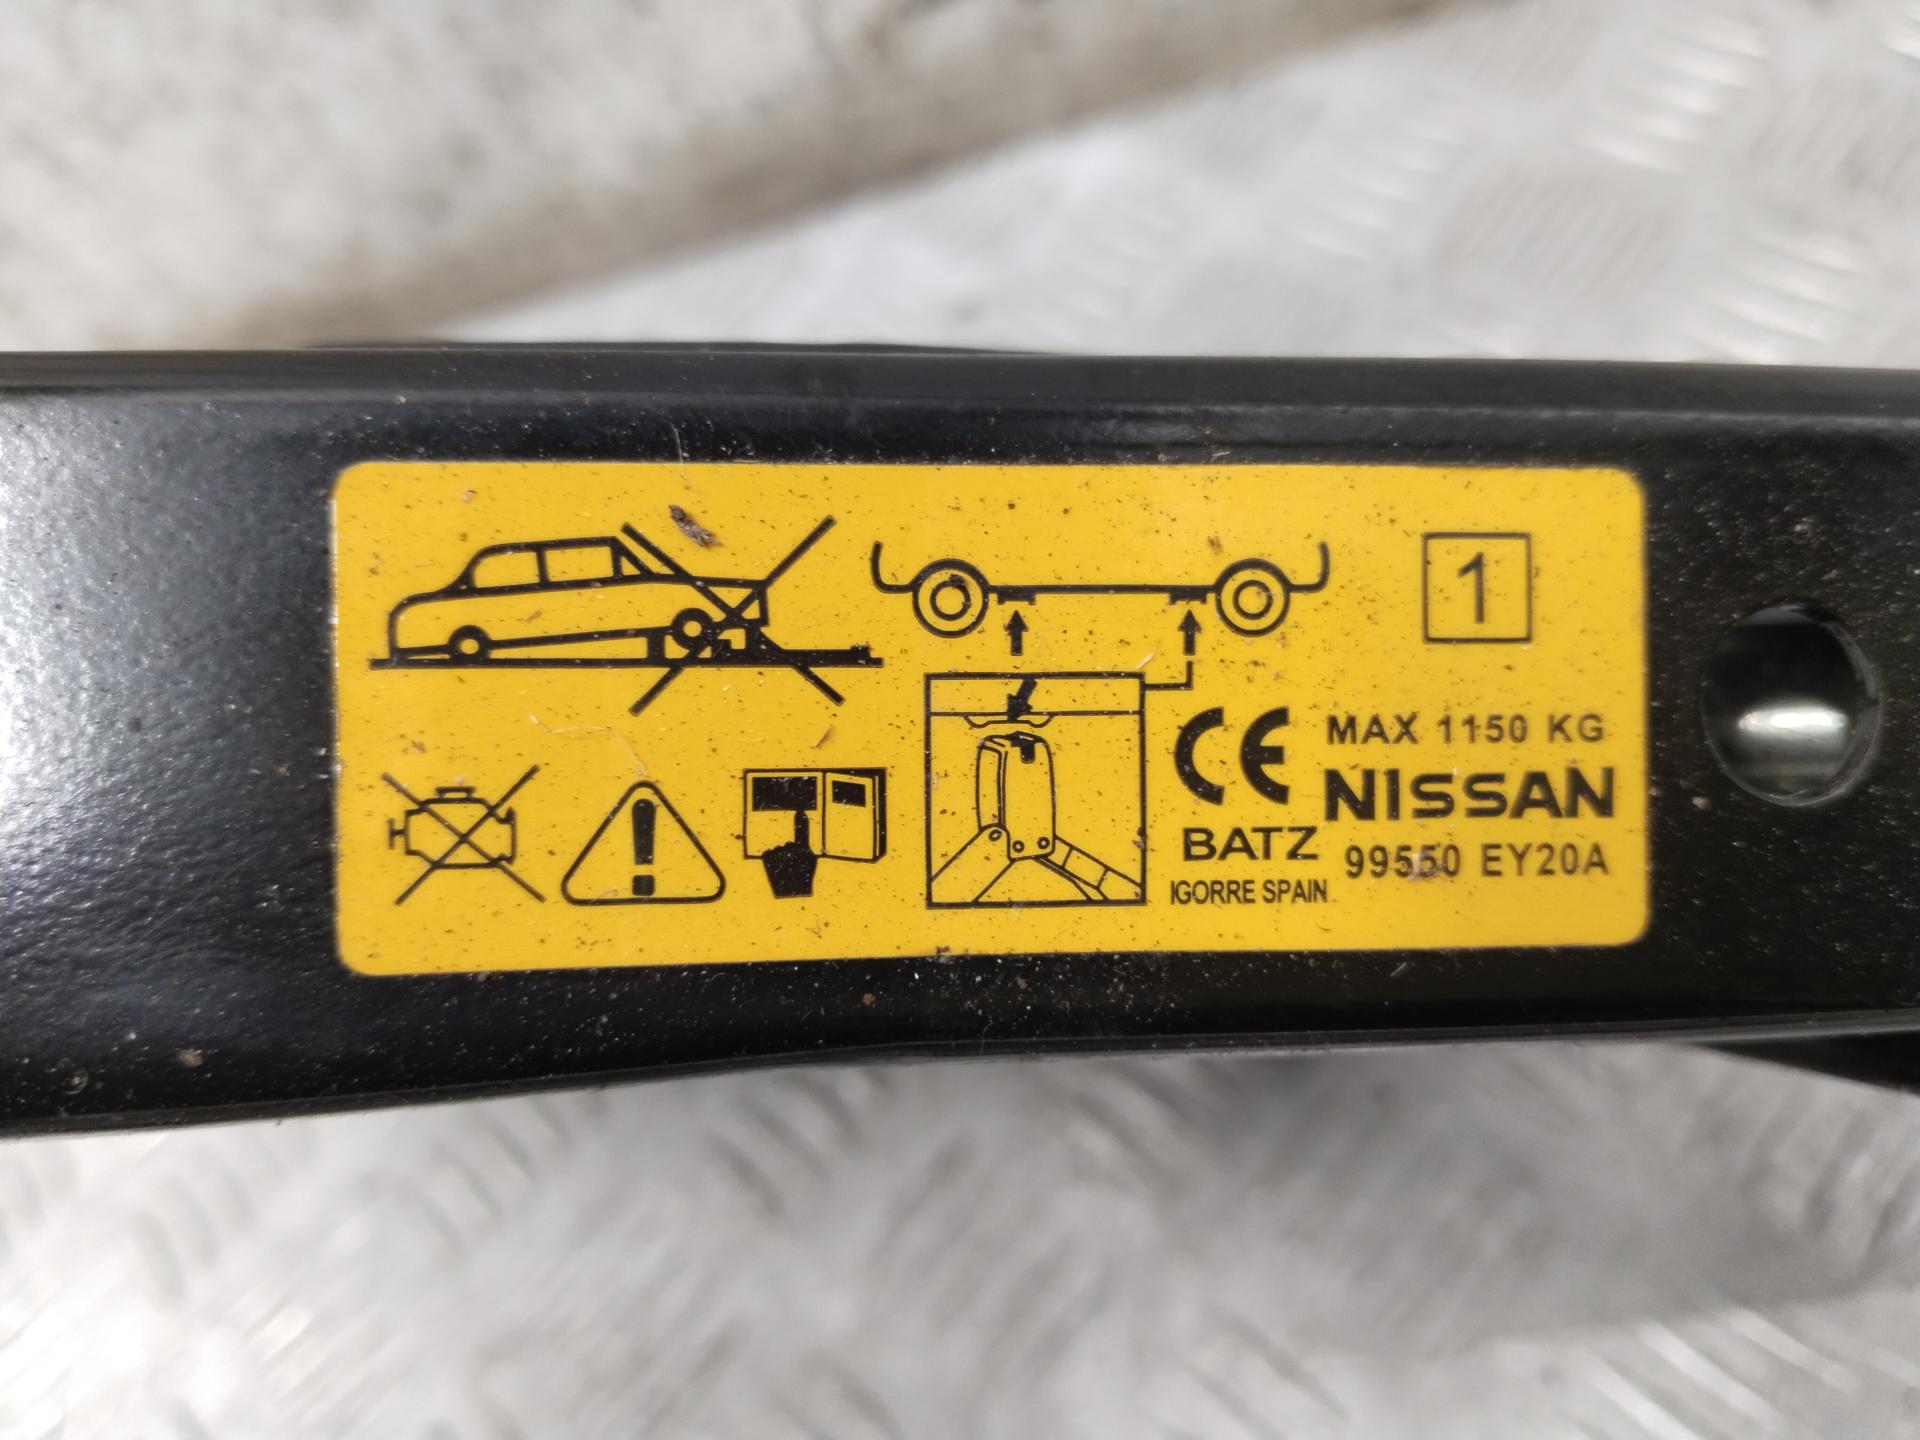 1
CE
MAX 1150 KG
NISSAN
BATZ
99550 EY20A
IGORRE SPAIN